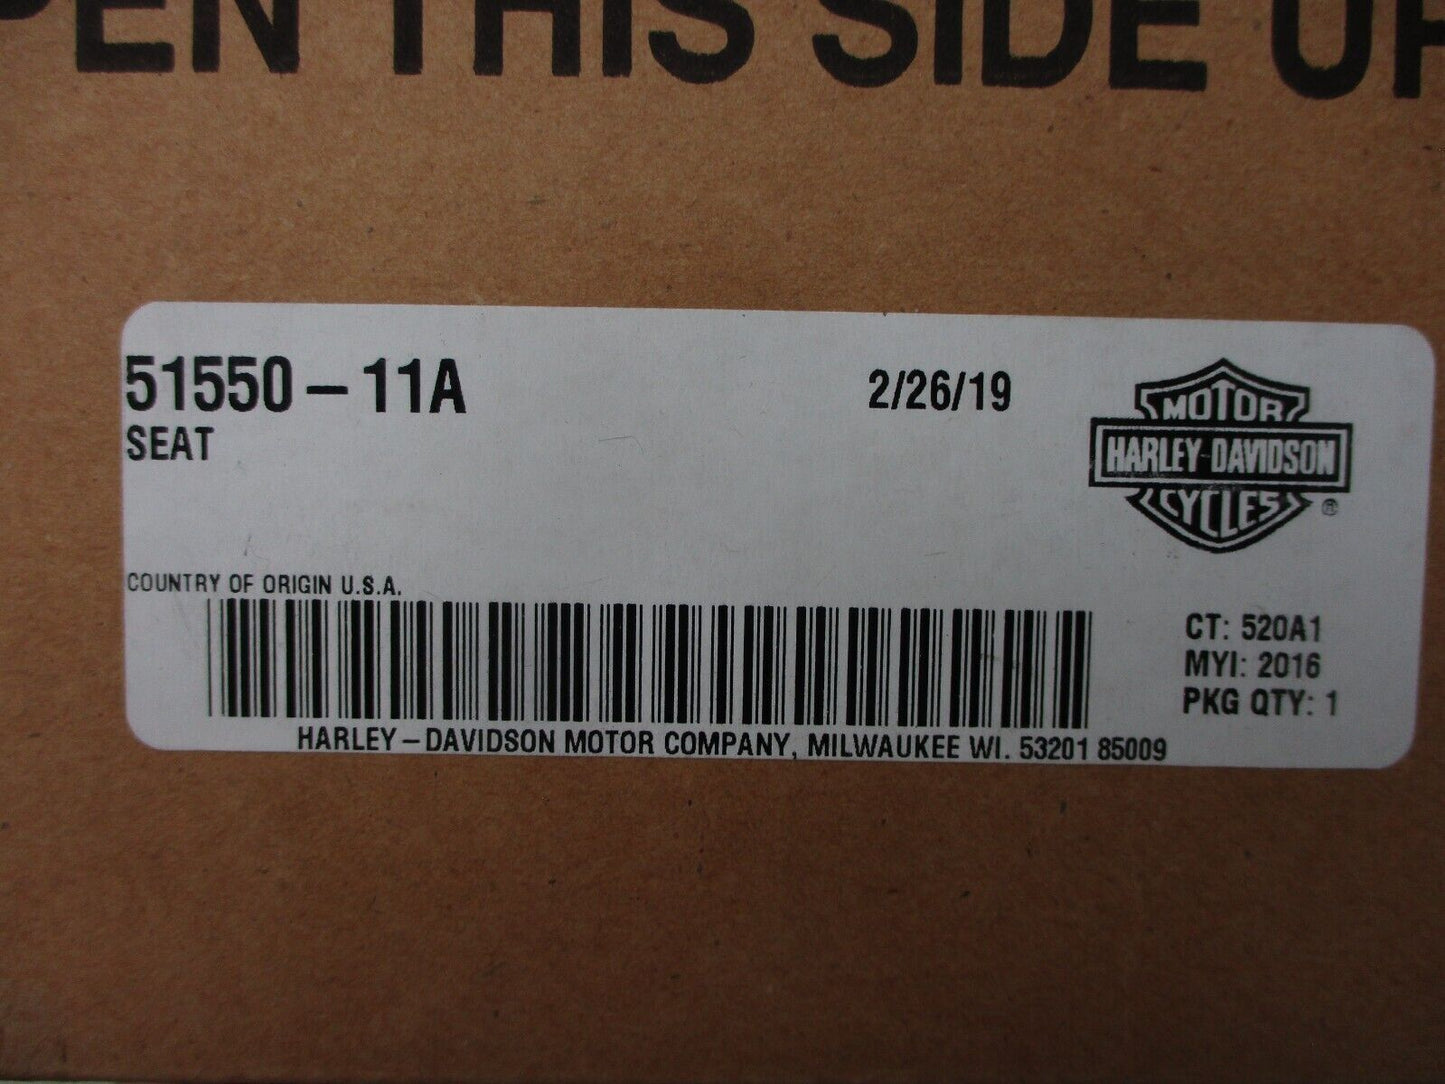 PEN THIS SIDE UP
51550-11A
2/26/19
SEAT
MOTOR
HARLEY-DAVIDSON
CYCLES
®
COUNTRY OF ORIGIN U.S.A.
CT: 520A1
MYI: 2016
PKG QTY: 1
HARLEY-DAVIDSON MOTOR COMPANY, MILWAUKEE WI. 53201 85009